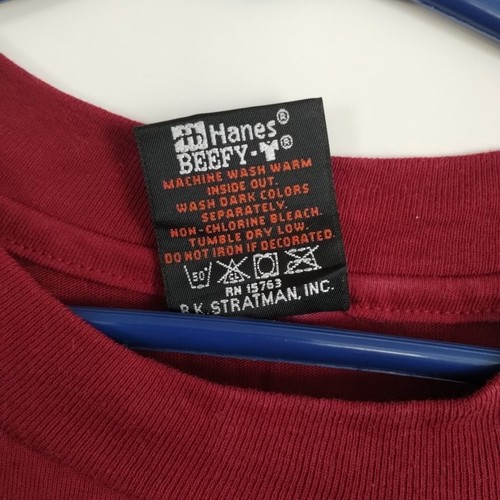 Hanes®
BEEFY-T®
MACHINE WASH WARM
INSIDE OUT.
WASH DARK COLORS
SEPARATELY.
NON-CHLORINE BLEACH.
TUMBLE DRY LOW.
DO NOT IRON IF DECORATED.
50° CL
RN 15763
R.K. STRATMAN, INC.